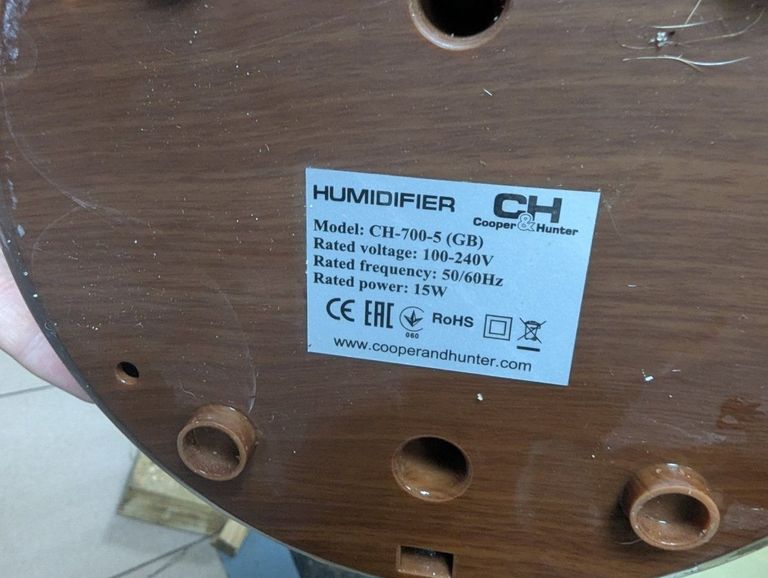 HUMIDIFIER
CH
Cooper&Hunter
Model: CH-700-5 (GB)
Rated voltage: 100-240V
Rated frequency: 50/60Hz
Rated power: 15W
CE EAC RoHS
060
www.cooperandhunter.com